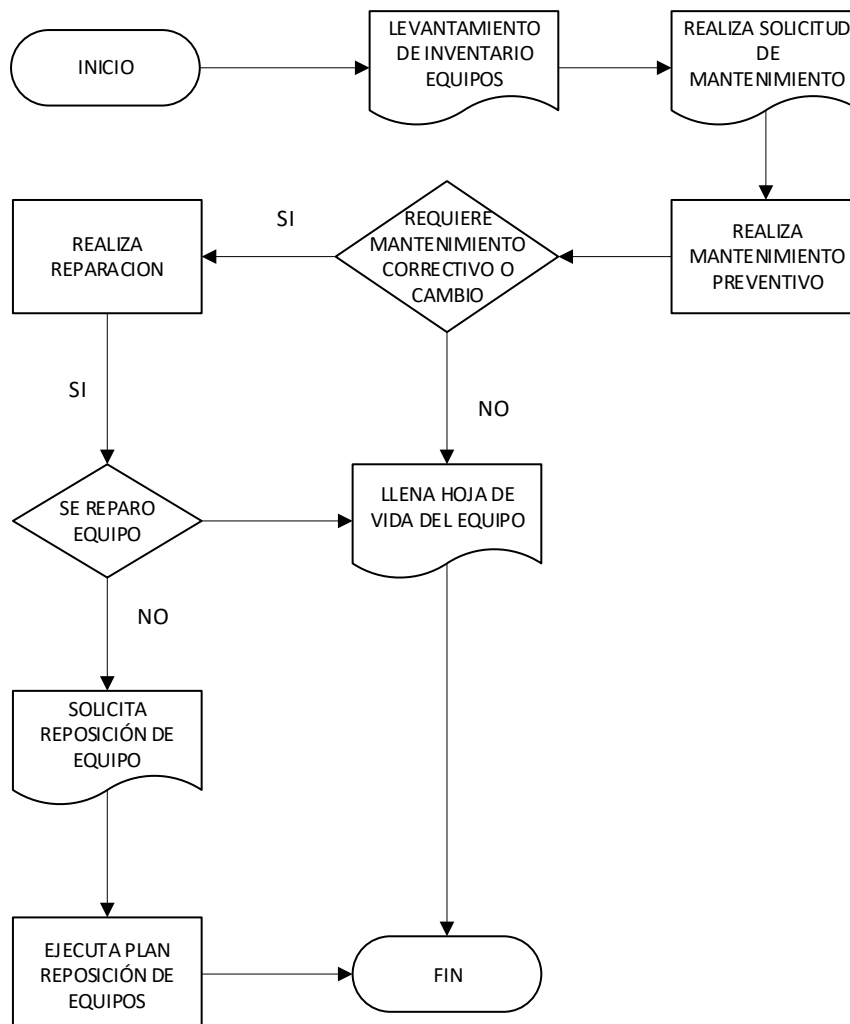 INICIO
LEVANTAMIENTO
DE INVENTARIO
EQUIPOS
REALIZA SOLICITUD
DE
MANTENIMIENTO
REALIZA
REPARACION
SI
REQUIERE
MANTENIMIENTO
CORRECTIVO O
CAMBIO
REALIZA
MANTENIMIENTO
PREVENTIVO
SI
NO
SE REPARO
EQUIPO
LLENA HOJA DE
VIDA DEL EQUIPO
NO
SOLICITA
REPOSICIÓN DE
EQUIPO
EJECUTA PLAN
REPOSICIÓN DE
EQUIPOS
FIN